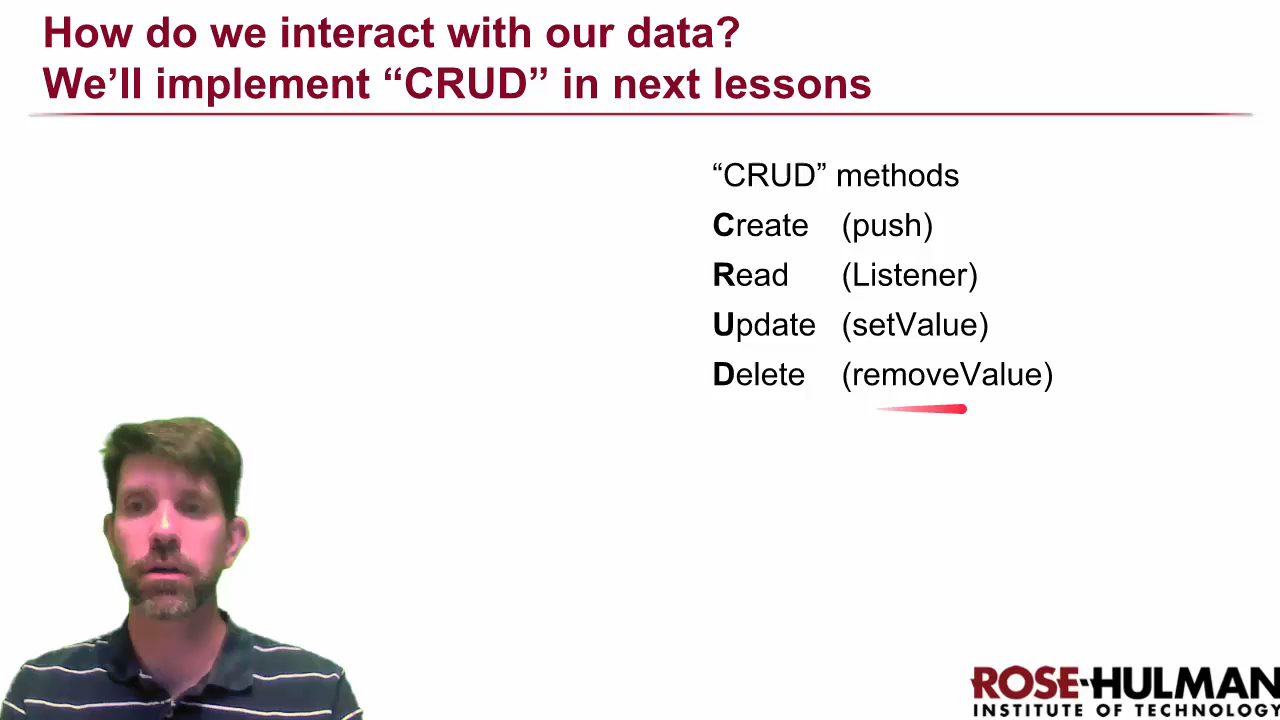 How do we interact with our data?
We’ll implement “CRUD” in next lessons
“CRUD” methods
Create (push)
Read (Listener)
Update (setValue)
Delete (removeValue)
ROSE-HULMAN
INSTITUTE OF TECHNOLOGY